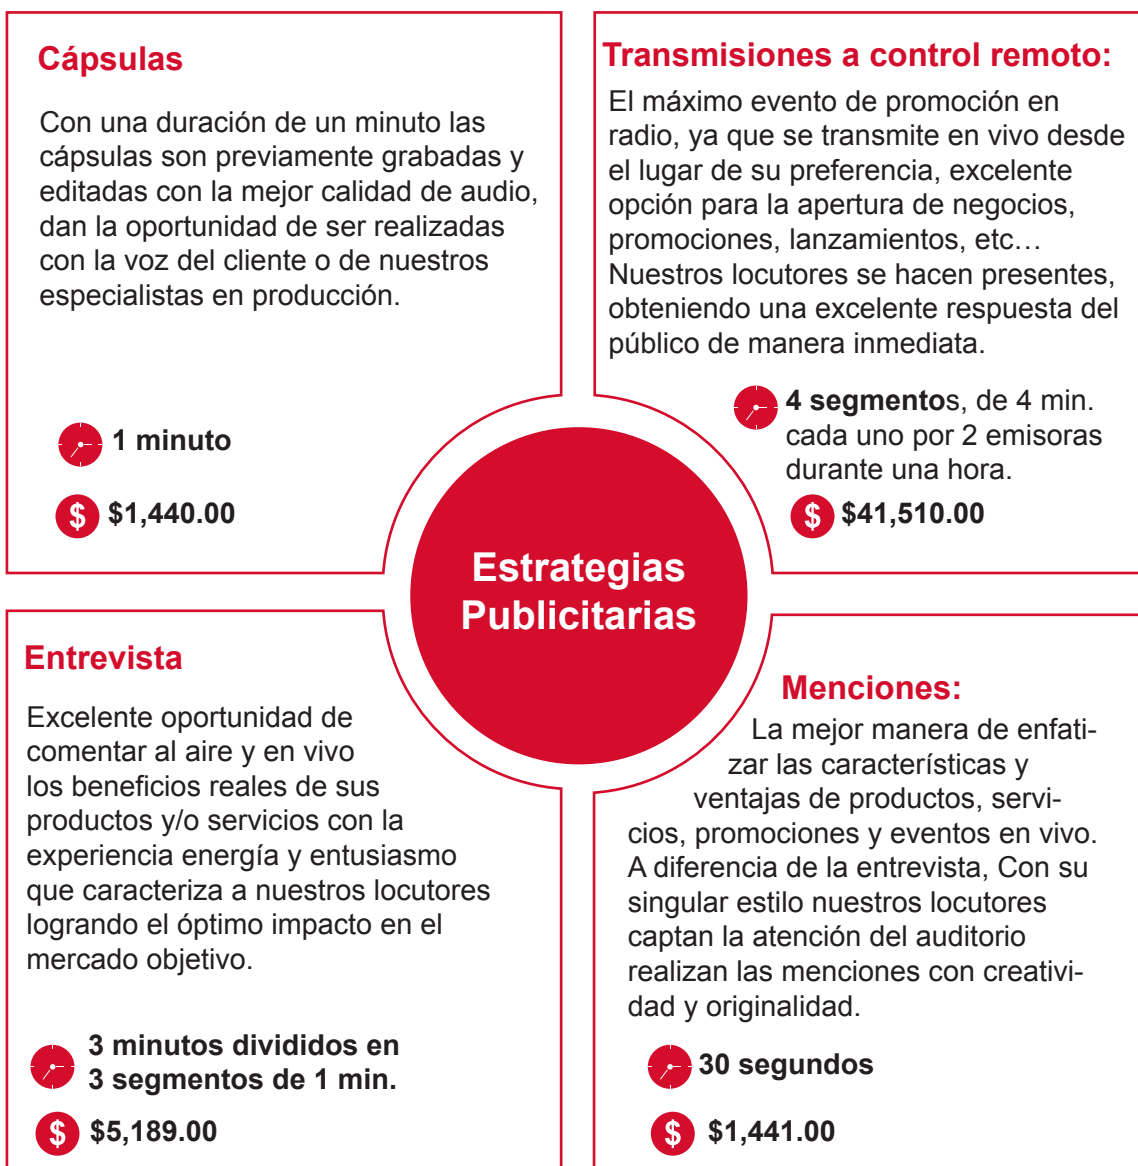 Cápsulas
Con una duración de un minuto las
cápsulas son previamente grabadas y
editadas con la mejor calidad de audio,
dan la oportunidad de ser realizadas
con la voz del cliente o de nuestros
especialistas en producción.
1 minuto
$ $1,440.00
Transmisiones a control remoto:
El máximo evento de promoción en
radio, ya que se transmite en vivo desde
el lugar de su preferencia, excelente
opción para la apertura de negocios,
promociones, lanzamientos, etc…
Nuestros locutores se hacen presentes,
obteniendo una excelente respuesta del
público de manera inmediata.
4 segmentos, de 4 min.
cada uno por 2 emisoras
durante una hora.
$ $41,510.00
Estrategias
Publicitarias
Entrevista
Excelente oportunidad de
comentar al aire y en vivo
los beneficios reales de sus
productos y/o servicios con la
experiencia energía y entusiasmo
que caracteriza a nuestros locutores
logrando el óptimo impacto en el
mercado objetivo.
3 minutos divididos en
3 segmentos de 1 min.
$ $5,189.00
Menciones:
La mejor manera de enfati-
zar las características y
ventajas de productos, servi-
cios, promociones y eventos en vivo.
A diferencia de la entrevista, Con su
singular estilo nuestros locutores
captan la atención del auditorio
realizan las menciones con creativi-
dad y originalidad.
30 segundos
$ $1,441.00